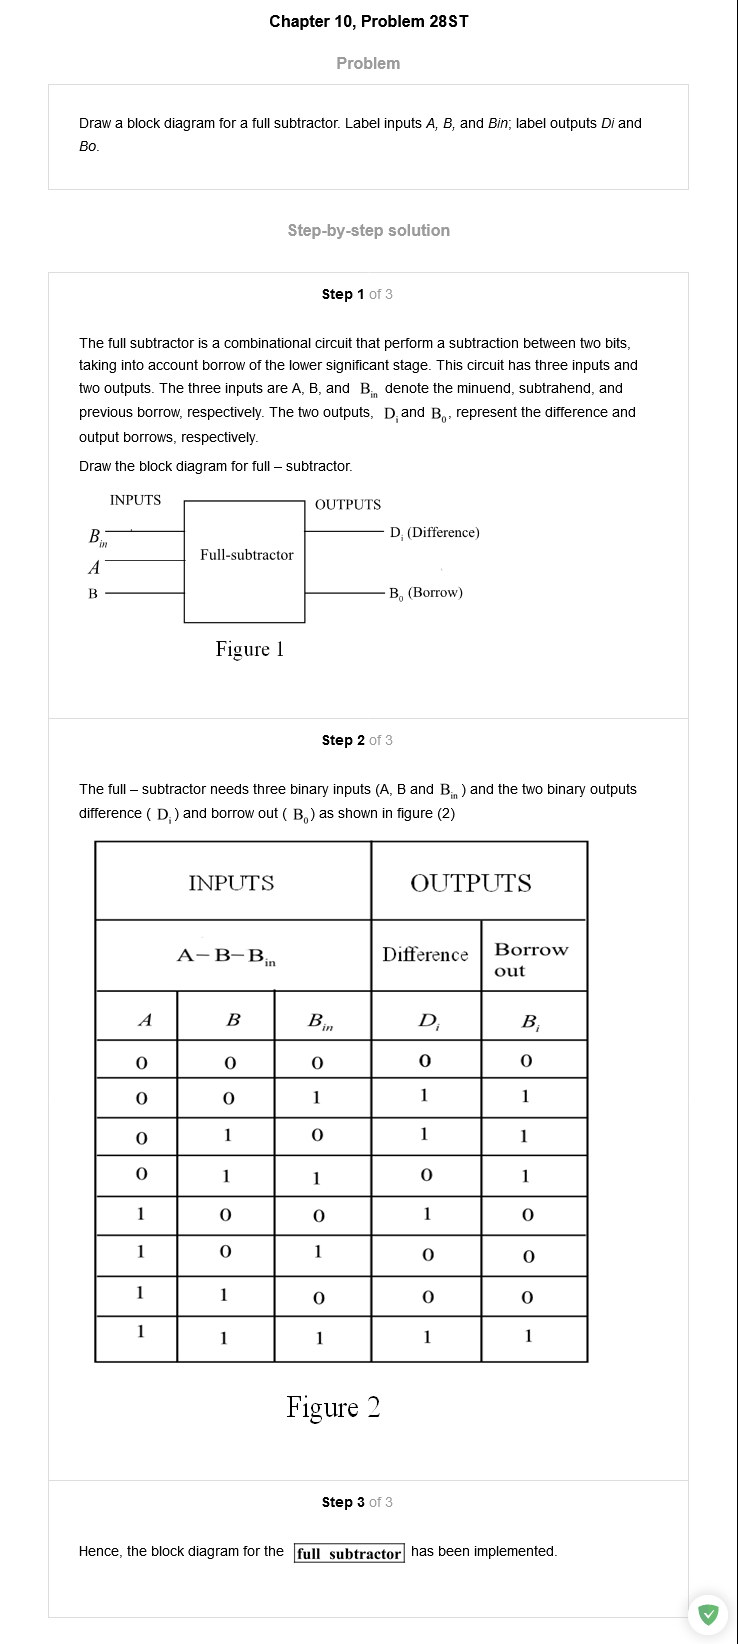 Chapter 10, Problem 28ST
Problem
Draw a block diagram for a full subtractor. Label inputs A, B, and Bin; label outputs Di and
Bo.
Step-by-step solution
Step 1 of 3
The full subtractor is a combinational circuit that perform a subtraction between two bits,
taking into account borrow of the lower significant stage. This circuit has three inputs and
two outputs. The three inputs are A, B, and B_in denote the minuend, subtrahend, and
previous borrow, respectively. The two outputs, D_i and B_0, represent the difference and
output borrows, respectively.
Draw the block diagram for full – subtractor.
INPUTS
OUTPUTS
B_in
D_i (Difference)
Full-subtractor
A
B
B_0 (Borrow)
Figure 1
Step 2 of 3
The full – subtractor needs three binary inputs (A, B and B_in) and the two binary outputs
difference ( D_i) and borrow out ( B_0) as shown in figure (2)
INPUTS OUTPUTS
A–B–B_in Difference Borrow out
A B B_in D_i B_i
0 0 0 0 0
0 0 1 1 1
0 1 0 1 1
0 1 1 0 1
1 0 0 1 0
1 0 1 0 0
1 1 0 0 0
1 1 1 1 1
Figure 2
Step 3 of 3
Hence, the block diagram for the full subtractor has been implemented.